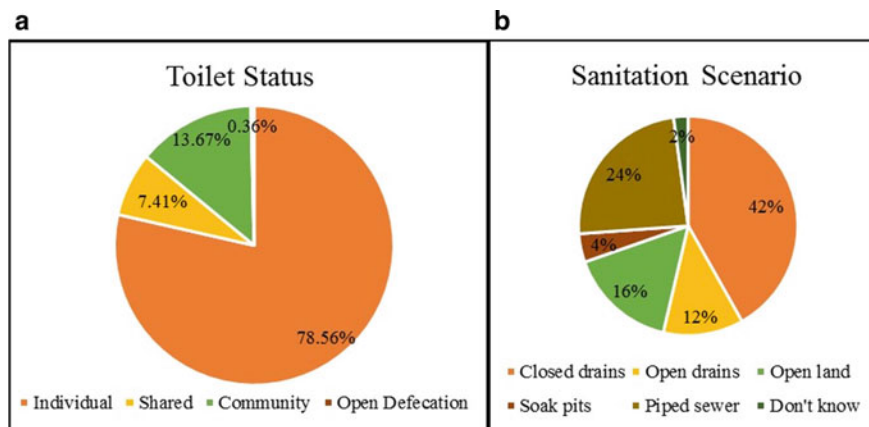 a
Toilet Status
0.36%
13.67%
7.41%
78.56%
Individual Shared Community Open Defecation
b
Sanitation Scenario
2%
24%
42%
4%
16%
12%
Closed drains Open drains Open land
Soak pits Piped sewer Don't know